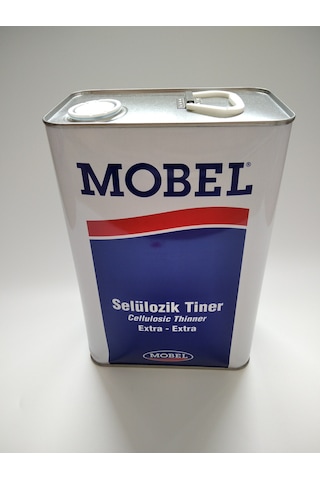 MOBEL®
Selülozik Tiner
Cellulosic Thinner
Extra - Extra
MOBEL